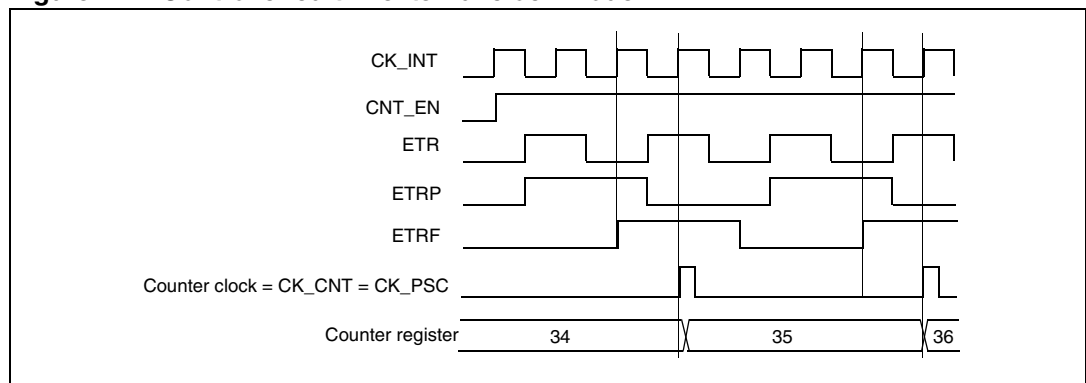 CK_INT
CNT_EN
ETR
ETRP
ETRF
Counter clock = CK_CNT = CK_PSC
Counter register 34 35 36